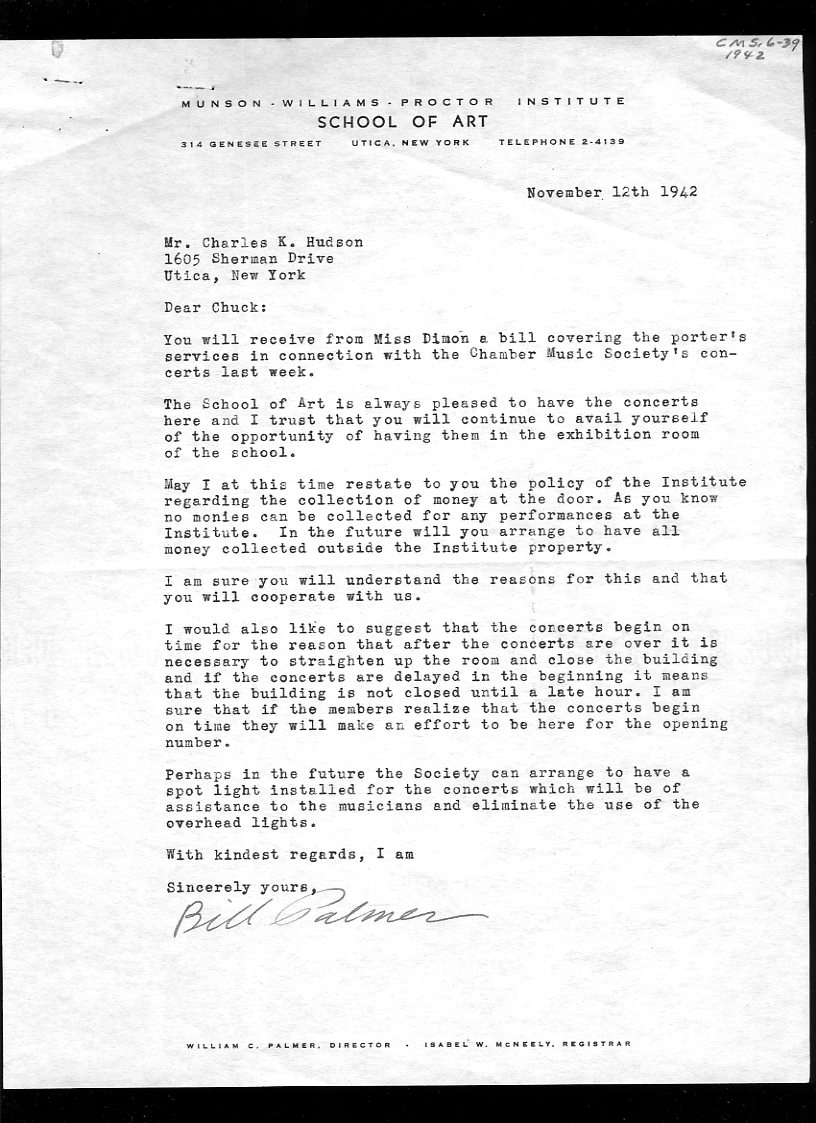 CMS, 6-39
1942
MUNSON - WILLIAMS - PROCTOR INSTITUTE
SCHOOL OF ART
314 GENESEE STREET UTICA, NEW YORK TELEPHONE 2-4139
November 12th 1942
Mr. Charles K. Hudson
1605 Sherman Drive
Utica, New York
Dear Chuck:
You will receive from Miss Dimon a bill covering the porter's
services in connection with the Chamber Music Society's con-
certs last week.
The School of Art is always pleased to have the concerts
here and I trust that you will continue to avail yourself
of the opportunity of having them in the exhibition room
of the school.
May I at this time restate to you the policy of the Institute
regarding the collection of money at the door. As you know
no monies can be collected for any performances at the
Institute. In the future will you arrange to have all
money collected outside the Institute property.
I am sure you will understand the reasons for this and that
you will cooperate with us.
I would also like to suggest that the concerts begin on
time for the reason that after the concerts are over it is
necessary to straighten up the room and close the building
and if the concerts are delayed in the beginning it means
that the building is not closed until a late hour. I am
sure that if the members realize that the concerts begin
on time they will make an effort to be here for the opening
number.
Perhaps in the future the Society can arrange to have a
spot light installed for the concerts which will be of
assistance to the musicians and eliminate the use of the
overhead lights.
With kindest regards, I am
Sincerely yours,
Bill Palmer
WILLIAM C. PALMER, DIRECTOR · ISABEL W. McNEELY, REGISTRAR